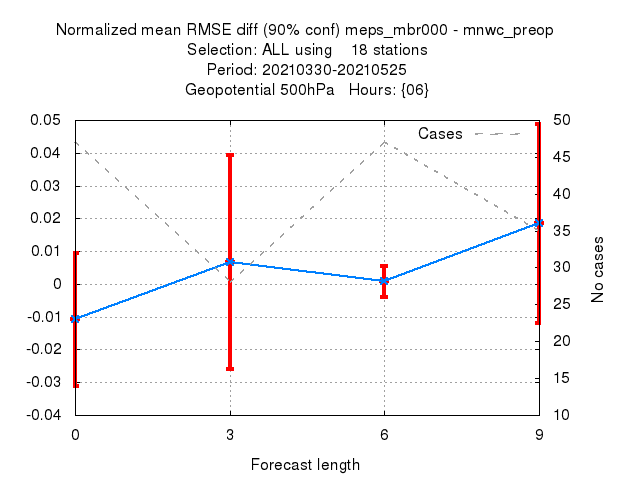 Normalized mean RMSE diff (90% conf) meps_mbr000 - mnwc_preop
Selection: ALL using 18 stations
Period: 20210330-20210525
Geopotential 500hPa Hours: {06}
Cases
0.05
0.04
0.03
0.02
0.01
0
-0.01
-0.02
-0.03
-0.04
50
45
40
35
30
25
20
15
10
No cases
0 3 6 9
Forecast length